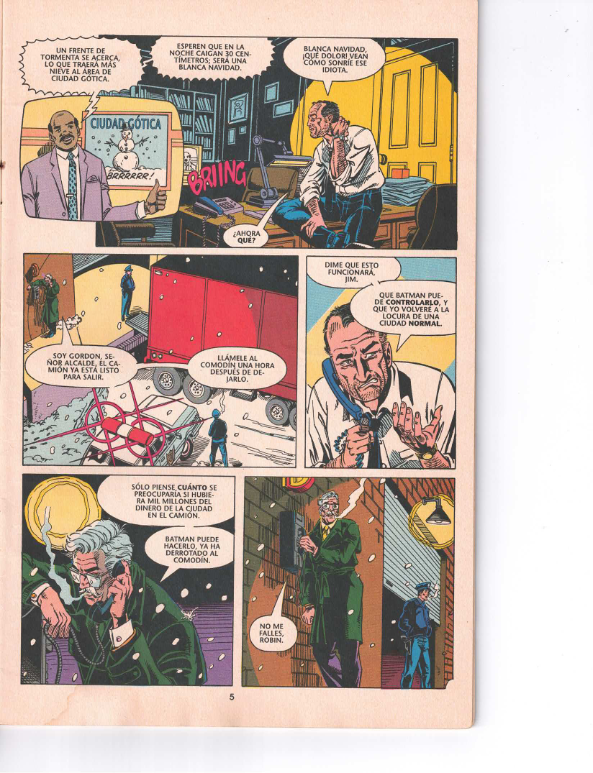 UN FRENTE DE
TORMENTA SE ACERCA,
LO QUE TRAERA MÁS
NIEVE AL ÁREA DE
CIUDAD GÓTICA.
ESPEREN QUE EN LA
NOCHE CAIGAN 30 CEN-
TÍMETROS; SERA UNA
BLANCA NAVIDAD.
BLANCA NAVIDAD,
¡QUÉ DOLOR! VEAN
CÓMO SONRÍE ESE
IDIOTA.
CIUDAD GÓTICA
BRRRRRR!
BRIING
¿AHORA
QUÉ?
SOY GORDON, SE-
ÑOR ALCALDE, EL CA-
MIÓN YA ESTÁ LISTO
PARA SALIR.
LLÁMELE AL
COMODÍN UNA HORA
DESPUÉS DE DE-
JARLO.
DIME QUE ESTO
FUNCIONARÁ,
JIM.
QUE BATMAN PUE-
DE CONTROLARLO, Y
QUE YO VOLVERÉ A LA
LOCURA DE UNA
CIUDAD NORMAL.
SÓLO PIENSE CUÁNTO SE
PREOCUPARÍA SI HUBIE-
RA MIL MILLONES DEL
DINERO DE LA CIUDAD
EN EL CAMIÓN.
BATMAN PUEDE
HACERLO, YA HA
DERROTADO AL
COMODÍN.
NO ME
FALLES,
ROBIN.
5